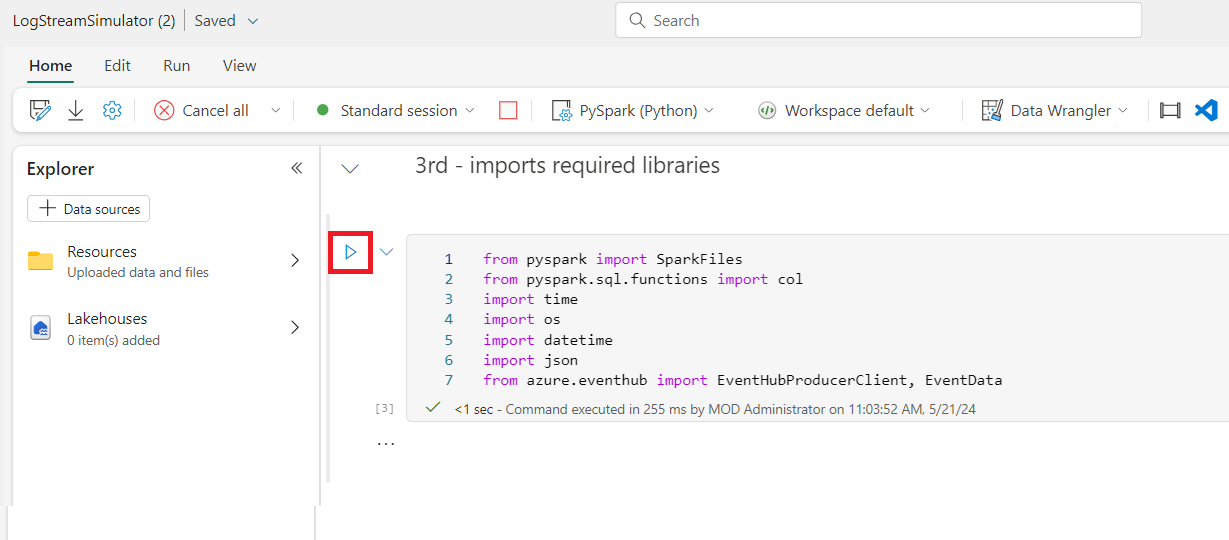 LogStreamSimulator (2) Saved
Search
Home Edit Run View
Cancel all Standard session PySpark (Python) Workspace default Data Wrangler
Explorer
Data sources
Resources
Uploaded data and files
Lakehouses
0 item(s) added
3rd - imports required libraries
1 from pyspark import SparkFiles
2 from pyspark.sql.functions import col
3 import time
4 import os
5 import datetime
6 import json
7 from azure.eventhub import EventHubProducerClient, EventData
[3] <1 sec - Command executed in 255 ms by MOD Administrator on 11:03:52 AM, 5/21/24
...